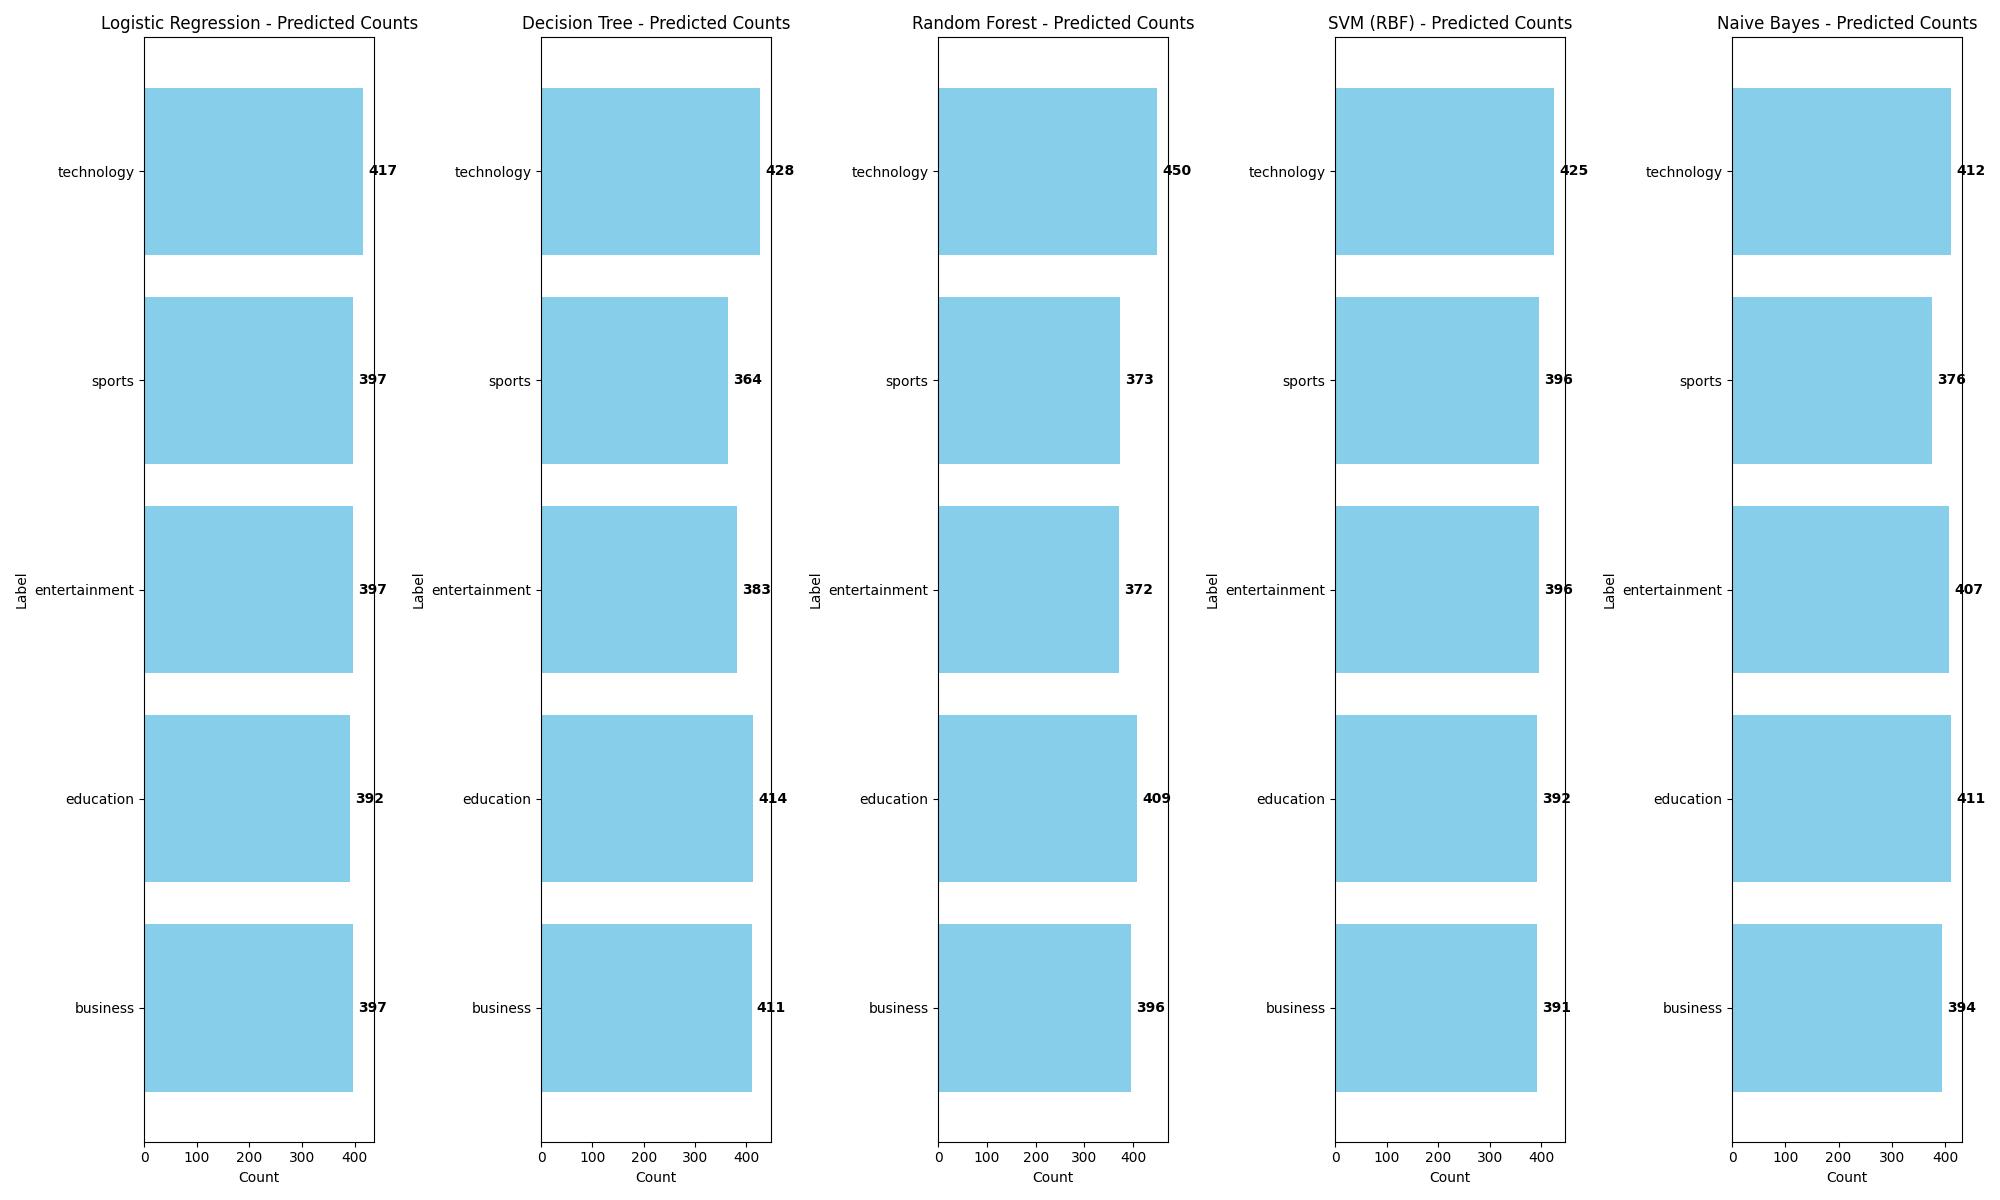 Logistic Regression - Predicted Counts
Label
technology
417
sports
397
entertainment
397
education
392
business
397
0 100 200 300 400
Count
Decision Tree - Predicted Counts
Label
technology
428
sports
364
entertainment
383
education
414
business
411
0 100 200 300 400
Count
Random Forest - Predicted Counts
Label
technology
450
sports
373
entertainment
372
education
409
business
396
0 100 200 300 400
Count
SVM (RBF) - Predicted Counts
Label
technology
425
sports
396
entertainment
396
education
392
business
391
0 100 200 300 400
Count
Naive Bayes - Predicted Counts
Label
technology
412
sports
376
entertainment
407
education
411
business
394
0 100 200 300 400
Count